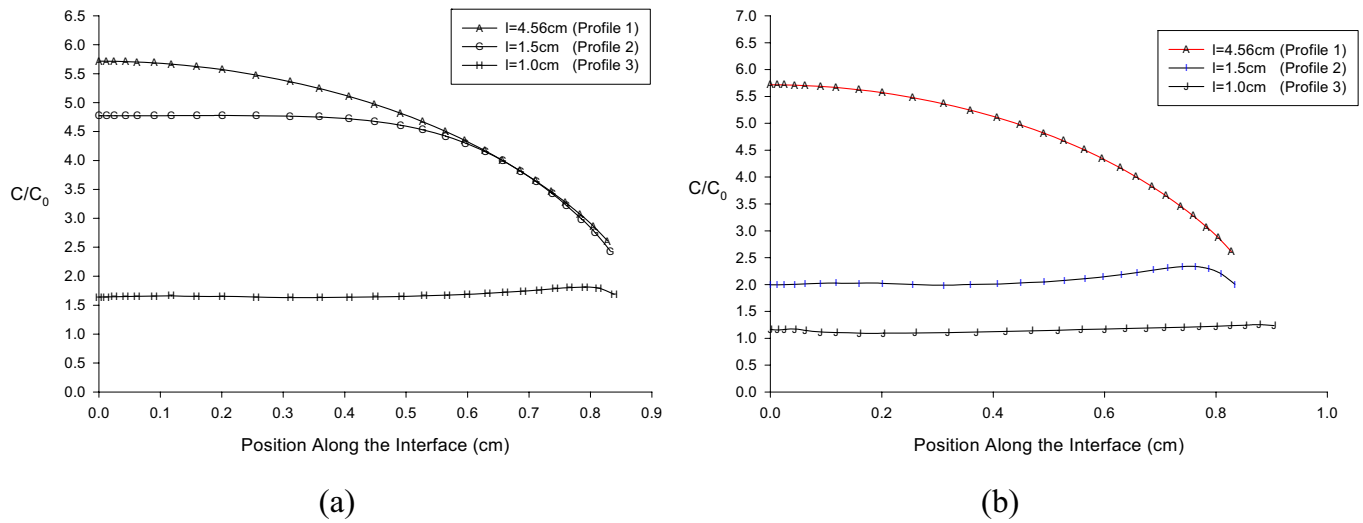 6.5
6.0
5.5
5.0
4.5
4.0
3.5
3.0
2.5
2.0
1.5
1.0
0.5
0.0
C/C0
0.0 0.1 0.2 0.3 0.4 0.5 0.6 0.7 0.8 0.9
Position Along the Interface (cm)
A l=4.56cm (Profile 1)
G l=1.5cm (Profile 2)
H l=1.0cm (Profile 3)
(a)
7.0
6.5
6.0
5.5
5.0
4.5
4.0
3.5
3.0
2.5
2.0
1.5
1.0
0.5
0.0
C/C0
0.0 0.2 0.4 0.6 0.8 1.0
Position Along the Interface (cm)
A l=4.56cm (Profile 1)
I l=1.5cm (Profile 2)
J l=1.0cm (Profile 3)
(b)